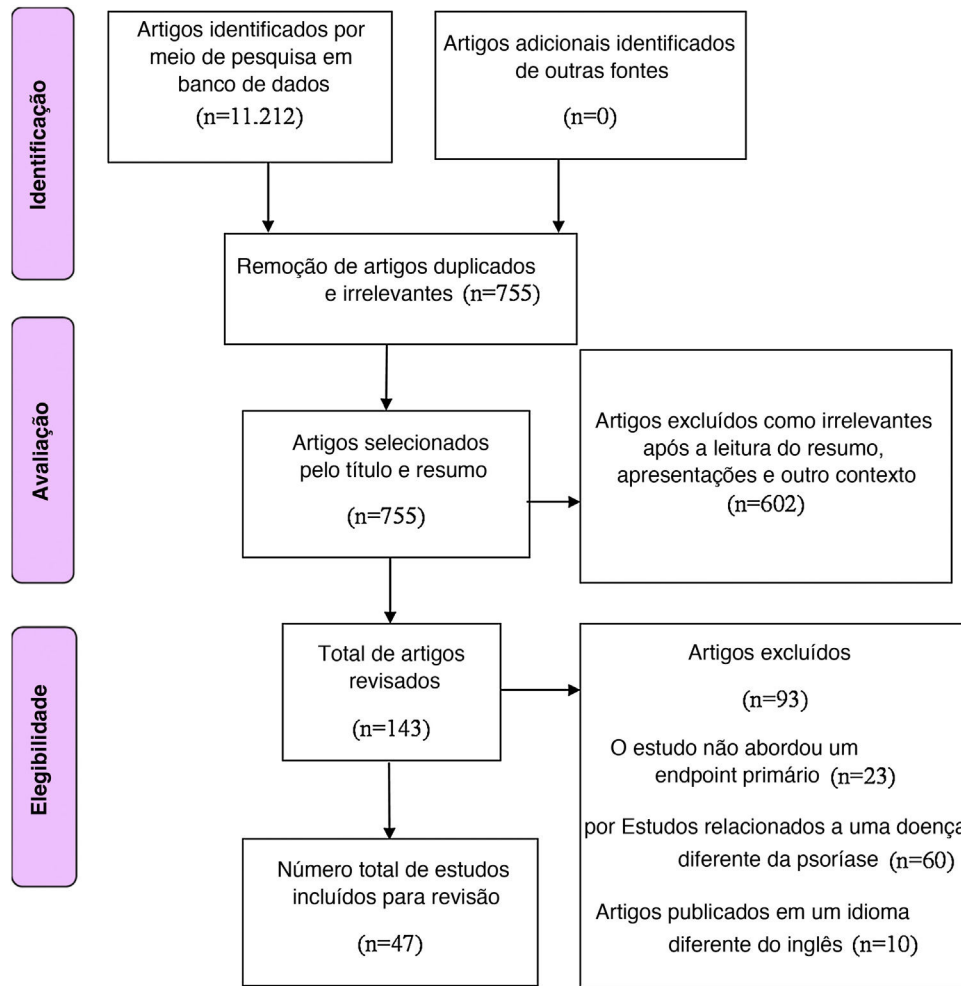 Identificação
Artigos identificados por
meio de pesquisa em
banco de dados
(n=11.212)
Artigos adicionais identificados
de outras fontes
(n=0)
Remoção de artigos duplicados
e irrelevantes (n=755)
Avaliação
Artigos selecionados
pelo título e resumo
(n=755)
Artigos excluídos como irrelevantes
após a leitura do resumo,
apresentações e outro contexto
(n=602)
Elegibilidade
Total de artigos
revisados
(n=143)
Artigos excluídos
(n=93)
O estudo não abordou um
endpoint primário (n=23)
por Estudos relacionados a uma doença
diferente da psoríase (n=60)
Artigos publicados em um idioma
diferente do inglês (n=10)
Número total de estudos
incluídos para revisão
(n=47)